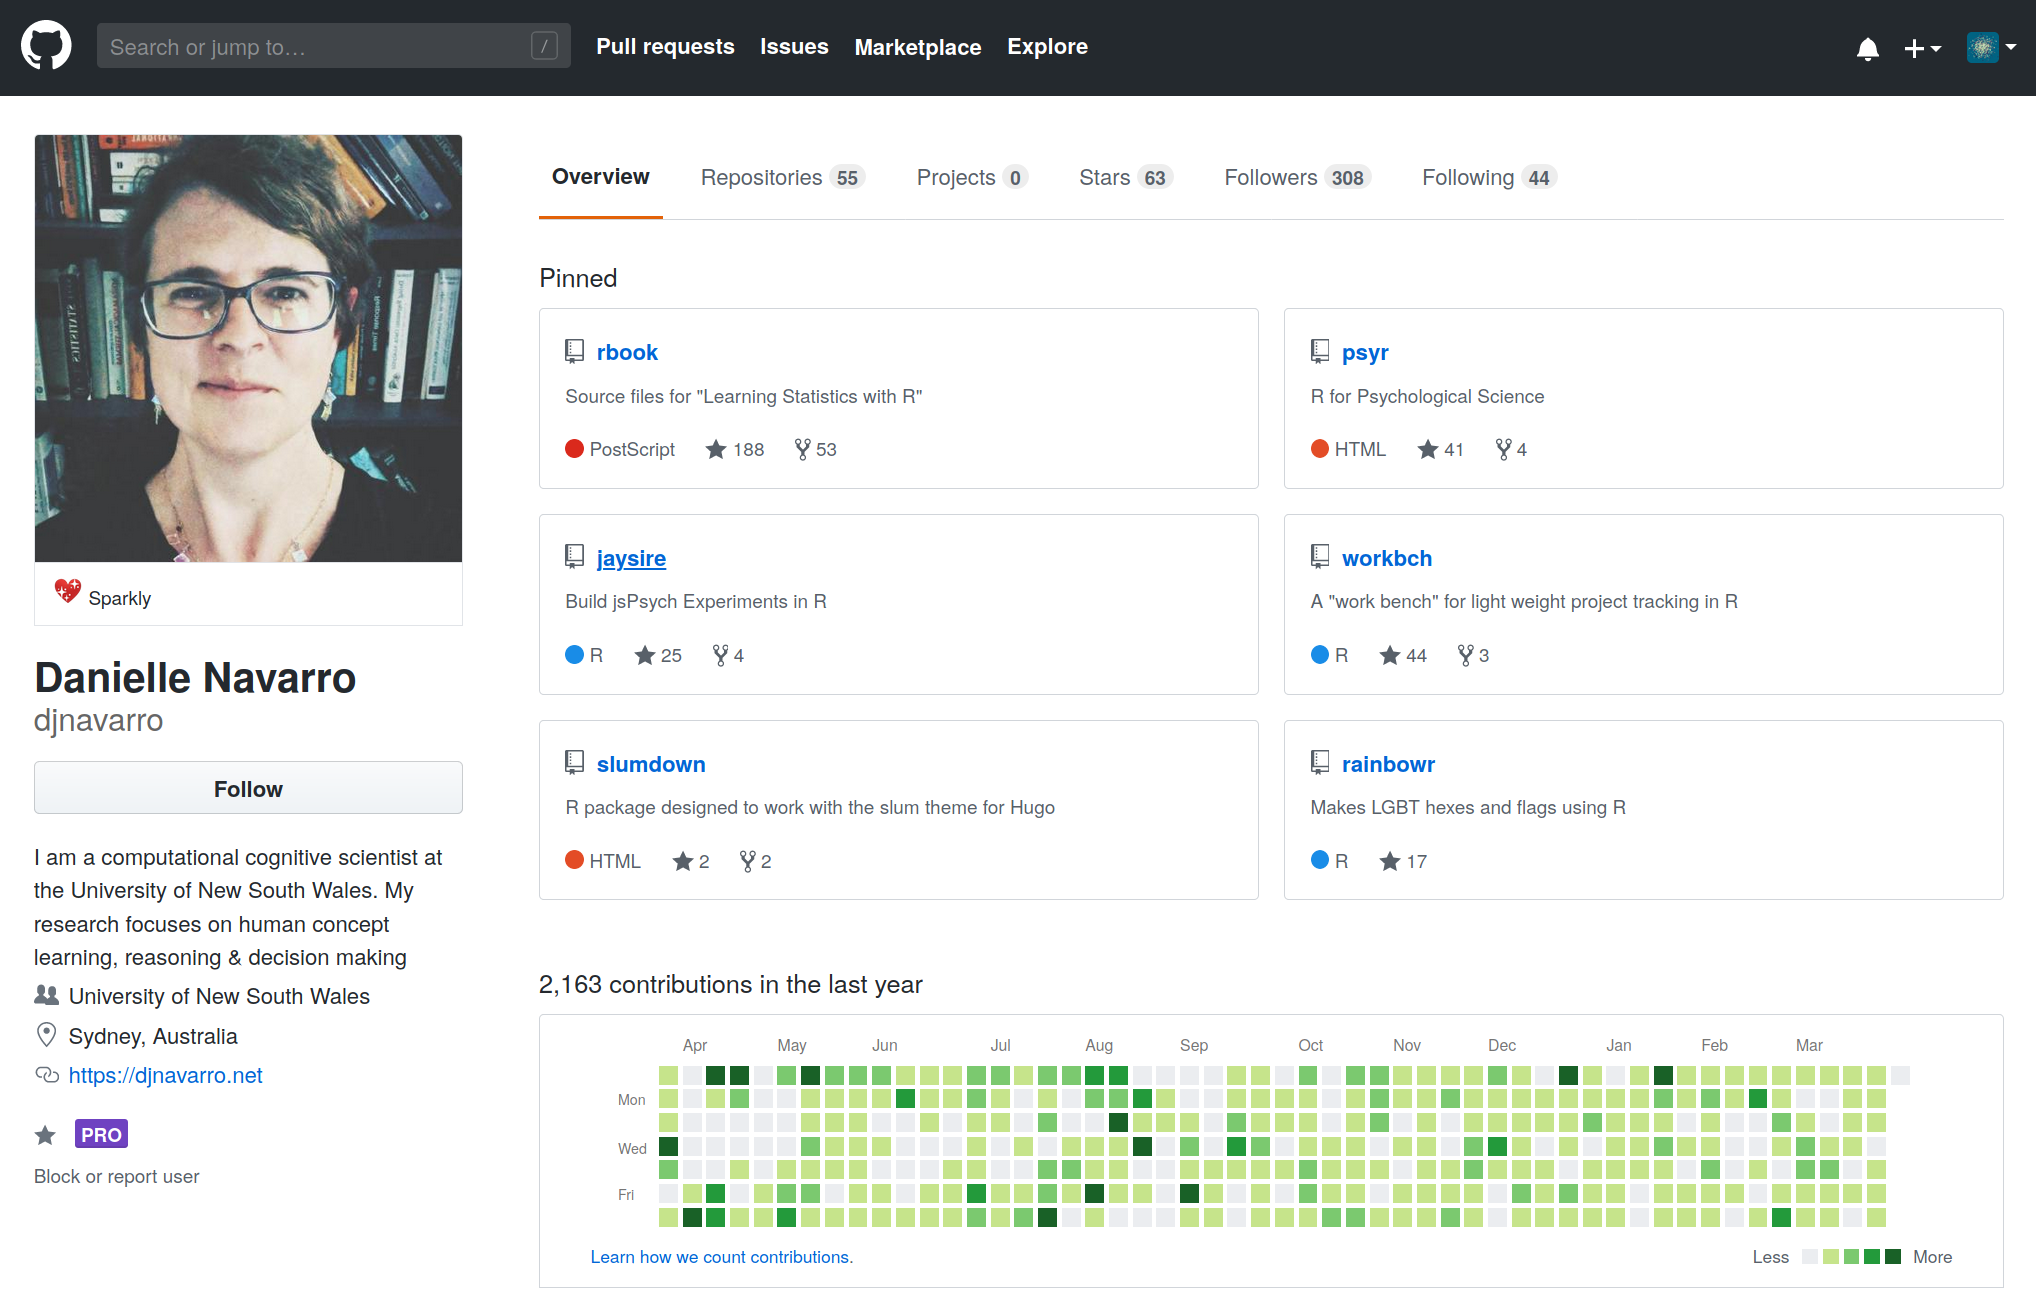 Search or jump to… /
Pull requests Issues Marketplace Explore
Overview Repositories 55 Projects 0 Stars 63 Followers 308 Following 44
STATISTICS
Sparkly
Danielle Navarro
djnavarro
Follow
I am a computational cognitive scientist at
the University of New South Wales. My
research focuses on human concept
learning, reasoning & decision making
University of New South Wales
Sydney, Australia
https://djnavarro.net
PRO
Block or report user
Pinned
rbook
Source files for "Learning Statistics with R"
PostScript 188 53
psyr
R for Psychological Science
HTML 41 4
jaysire
Build jsPsych Experiments in R
R 25 4
workbch
A "work bench" for light weight project tracking in R
R 44 3
slumdown
R package designed to work with the slum theme for Hugo
HTML 2 2
rainbowr
Makes LGBT hexes and flags using R
R 17
2,163 contributions in the last year
Apr May Jun Jul Aug Sep Oct Nov Dec Jan Feb Mar
Mon
Wed
Fri
Learn how we count contributions.
Less More